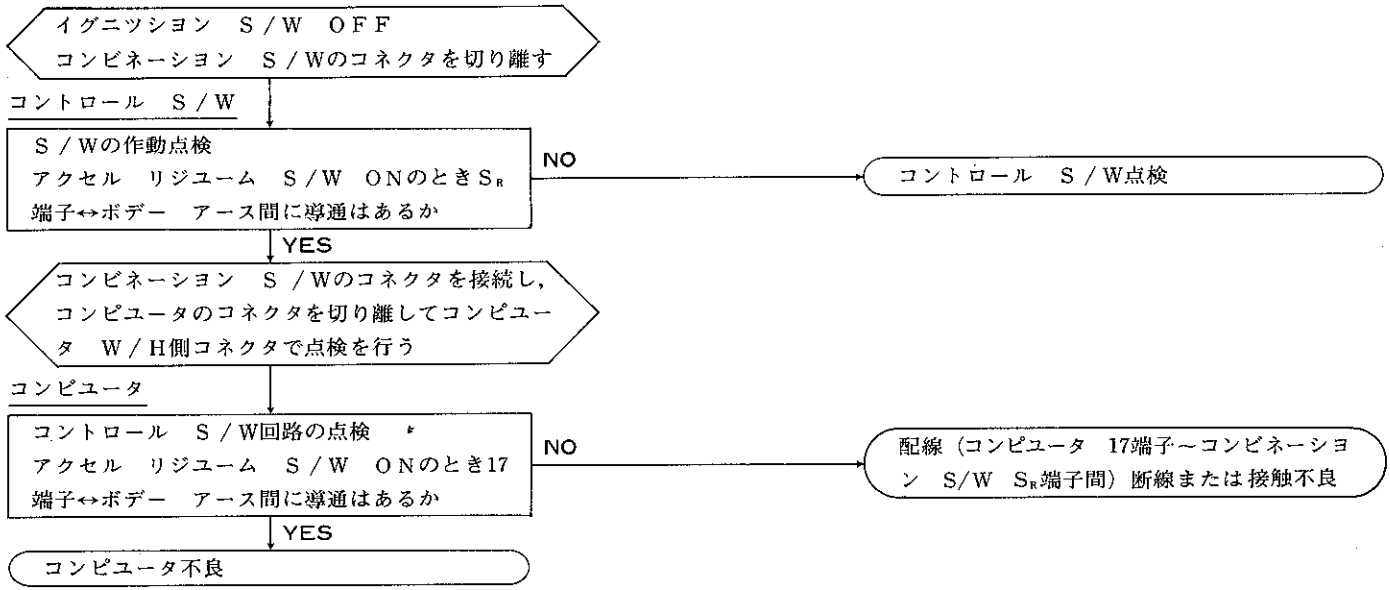 イグニツシヨン S/W OFF
コンビネーシヨン S/Wのコネクタを切り離す
コントロール S/W
S/Wの作動点検
アクセル リジユーム S/W ONのときSR
端子↔ボデー アース間に導通はあるか
NO
コントロール S/W点検
YES
コンビネーシヨン S/Wのコネクタを接続し,
コンピユータのコネクタを切り離してコンピユー
タ W/H側コネクタで点検を行う
コンピユータ
コントロール S/W回路の点検
アクセル リジユーム S/W ONのとき17
端子↔ボデー アース間に導通はあるか
NO
配線(コンピユータ 17端子~コンビネーシヨ
ン S/W SR端子間)断線または接触不良
YES
コンピユータ不良